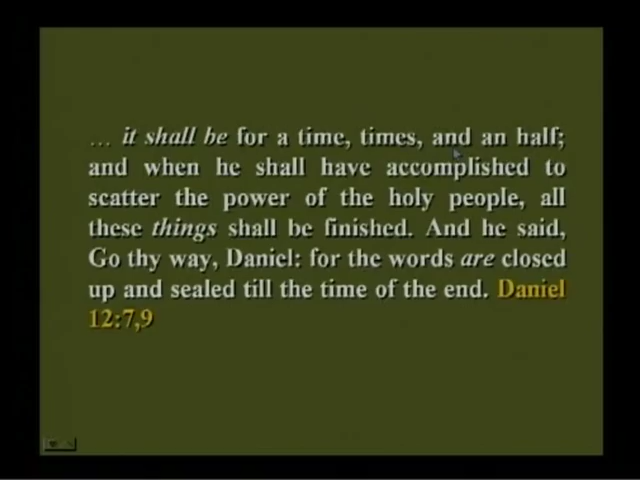 ... it shall be for a time, times, and an half;
and when he shall have accomplished to
scatter the power of the holy people, all
these things shall be finished. And he said,
Go thy way, Daniel: for the words are closed
up and sealed till the time of the end. Daniel
12:7,9